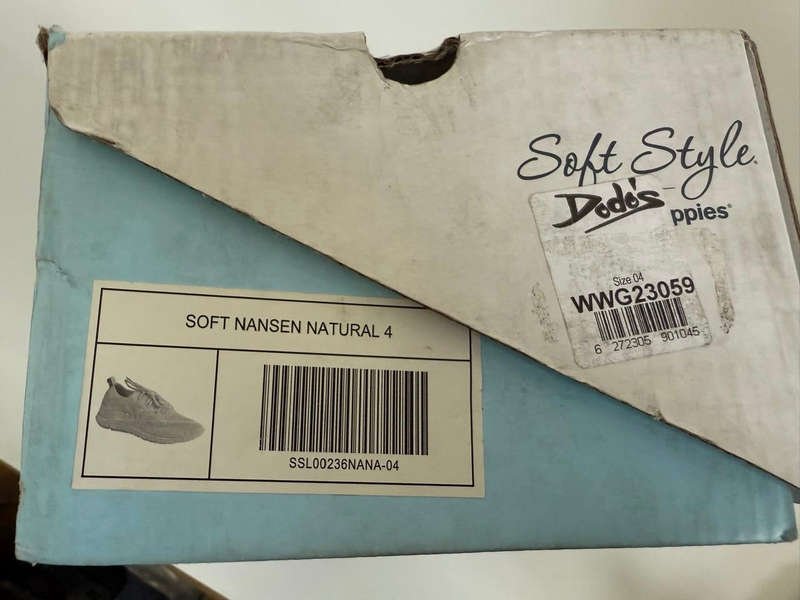 Soft Style
Dodo's
ppies®
Size 04
WWG23059
6 272305 901045
SOFT NANSEN NATURAL 4
SSL00236NANA-04